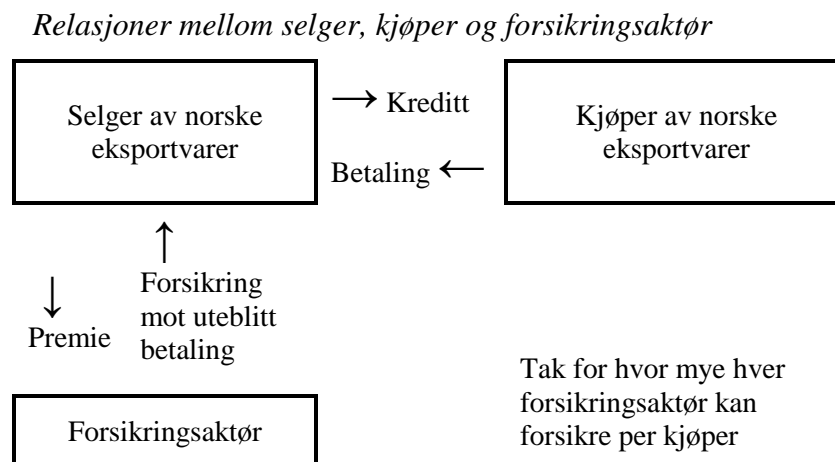 Relasjoner mellom selger, kjøper og forsikringsaktør
Selger av norske
eksportvarer
→ Kreditt
Betaling ←
Kjøper av norske
eksportvarer
↓
Premie
↑
Forsikring
mot uteblitt
betaling
Tak for hvor mye hver
forsikringsaktør kan
forsikre per kjøper
Forsikringsaktør